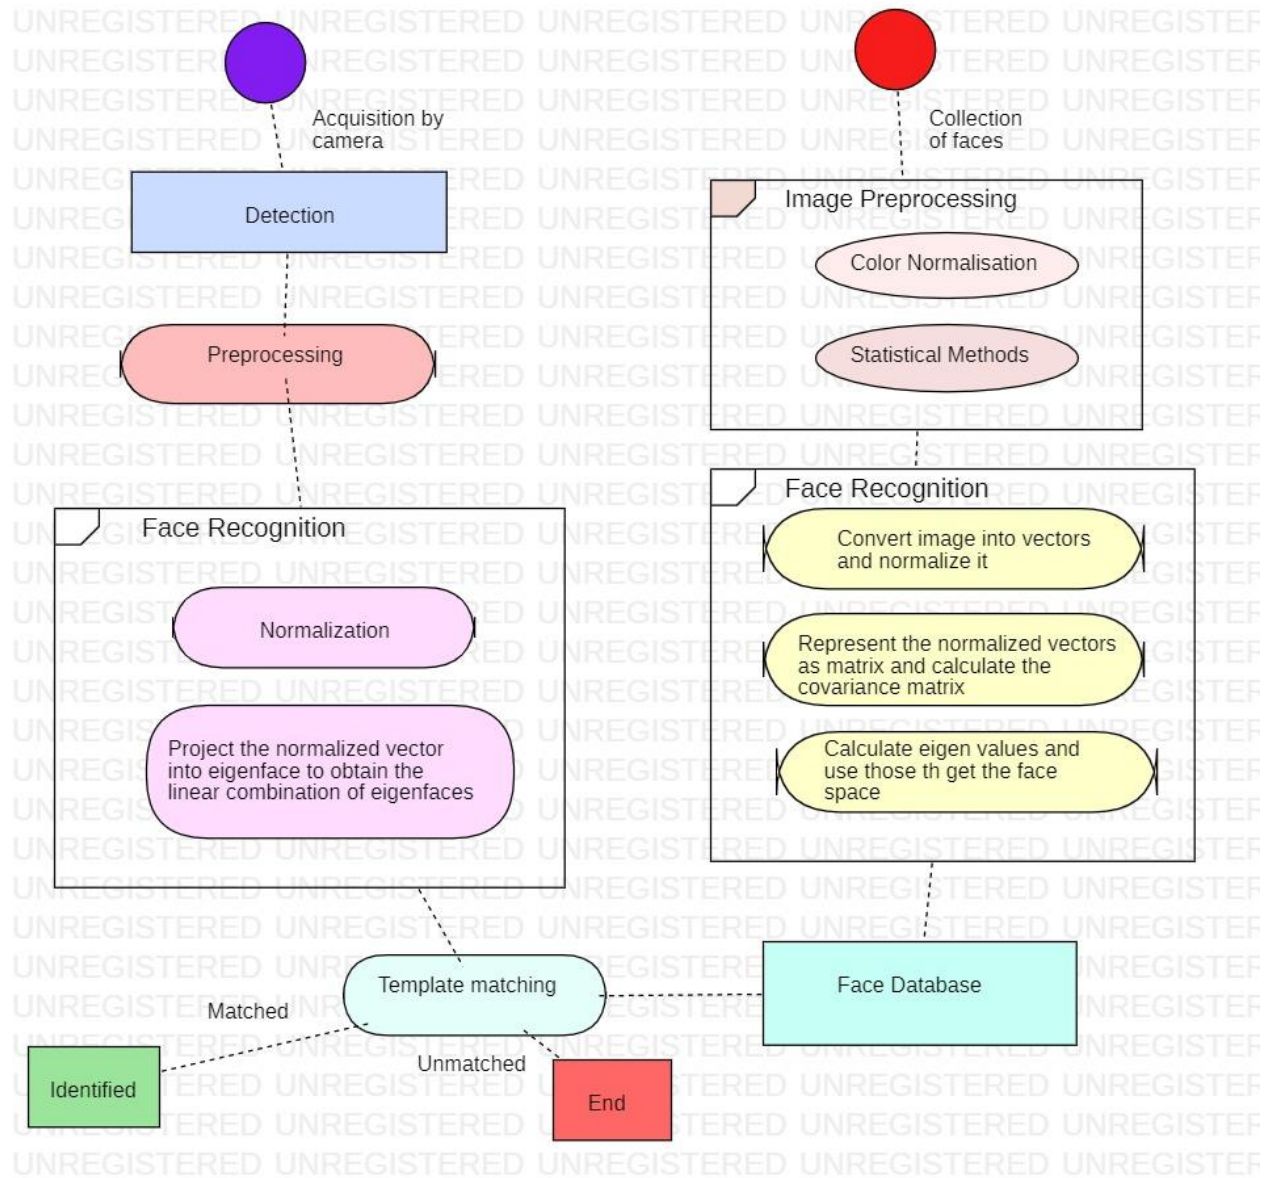 Acquisition by
camera
Detection
Preprocessing
Face Recognition
Normalization
Project the normalized vector
into eigenface to obtain the
linear combination of eigenfaces
Collection
of faces
Image Preprocessing
Color Normalisation
Statistical Methods
Face Recognition
Convert image into vectors
and normalize it
Represent the normalized vectors
as matrix and calculate the
covariance matrix
Calculate eigen values and
use those th get the face
space
Template matching
Face Database
Matched
Unmatched
Identified
End
UNREGISTERED